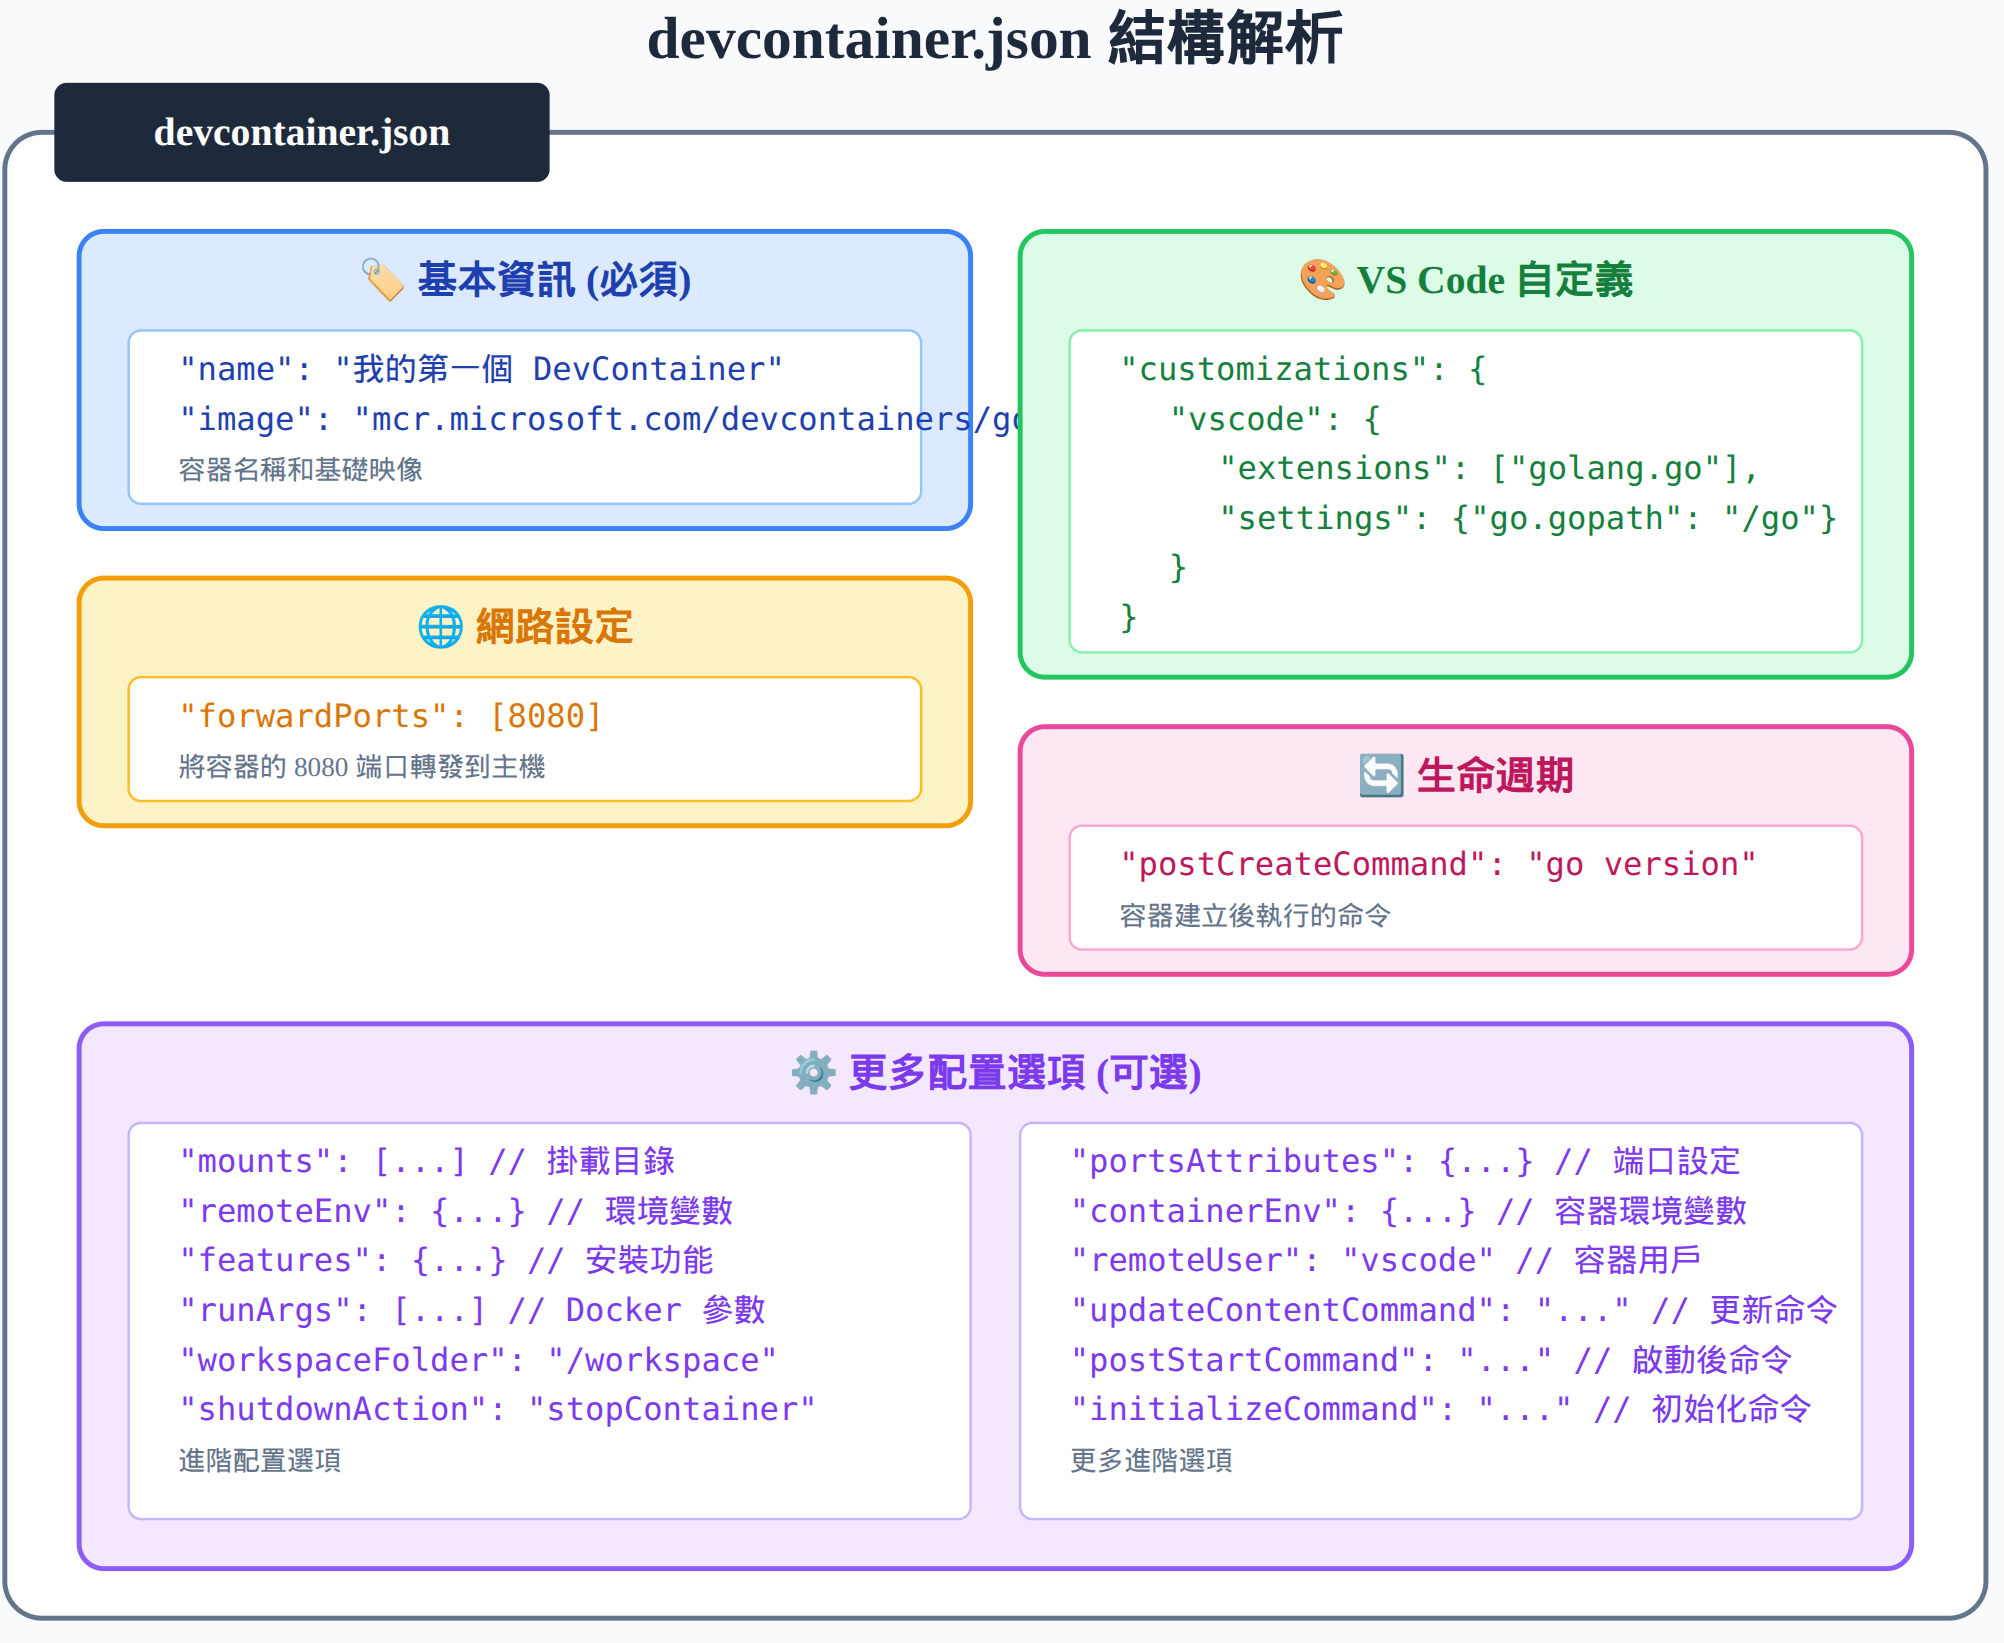 devcontainer.json 結構解析
devcontainer.json
🏷️ 基本資訊 (必須)
"name": "我的第一個 DevContainer"
"image": "mcr.microsoft.com/devcontainers/go
容器名稱和基礎映像
🌐 網路設定
"forwardPorts": [8080]
將容器的 8080 端口轉發到主機
🎨 VS Code 自定義
"customizations": {
"vscode": {
"extensions": ["golang.go"],
"settings": {"go.gopath": "/go"}
}
}
🔄 生命週期
"postCreateCommand": "go version"
容器建立後執行的命令
⚙️ 更多配置選項 (可選)
"mounts": [...] // 掛載目錄
"remoteEnv": {...} // 環境變數
"features": {...} // 安裝功能
"runArgs": [...] // Docker 參數
"workspaceFolder": "/workspace"
"shutdownAction": "stopContainer"
進階配置選項
"portsAttributes": {...} // 端口設定
"containerEnv": {...} // 容器環境變數
"remoteUser": "vscode" // 容器用戶
"updateContentCommand": "..." // 更新命令
"postStartCommand": "..." // 啟動後命令
"initializeCommand": "..." // 初始化命令
更多進階選項